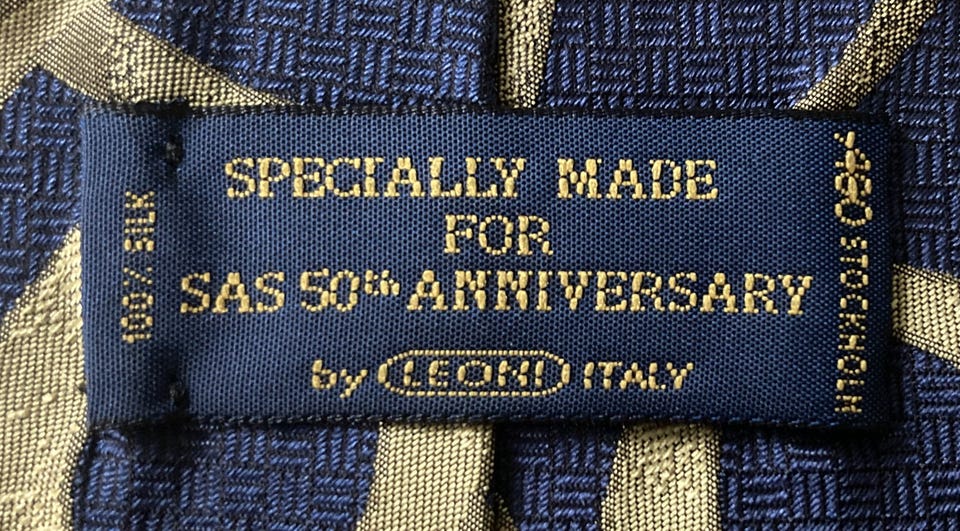 SPECIALLY MADE
FOR
SAS 50th ANNIVERSARY
by LEONI ITALY
100% SILK
STOCKHOLM